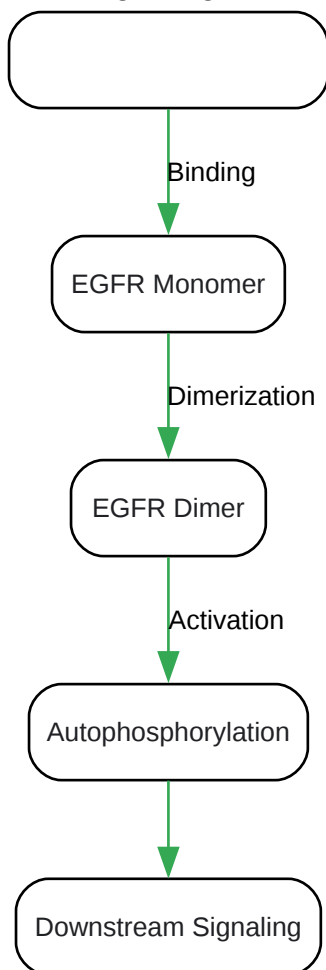 Binding
EGFR Monomer
Dimerization
EGFR Dimer
Activation
Autophosphorylation
Downstream Signaling